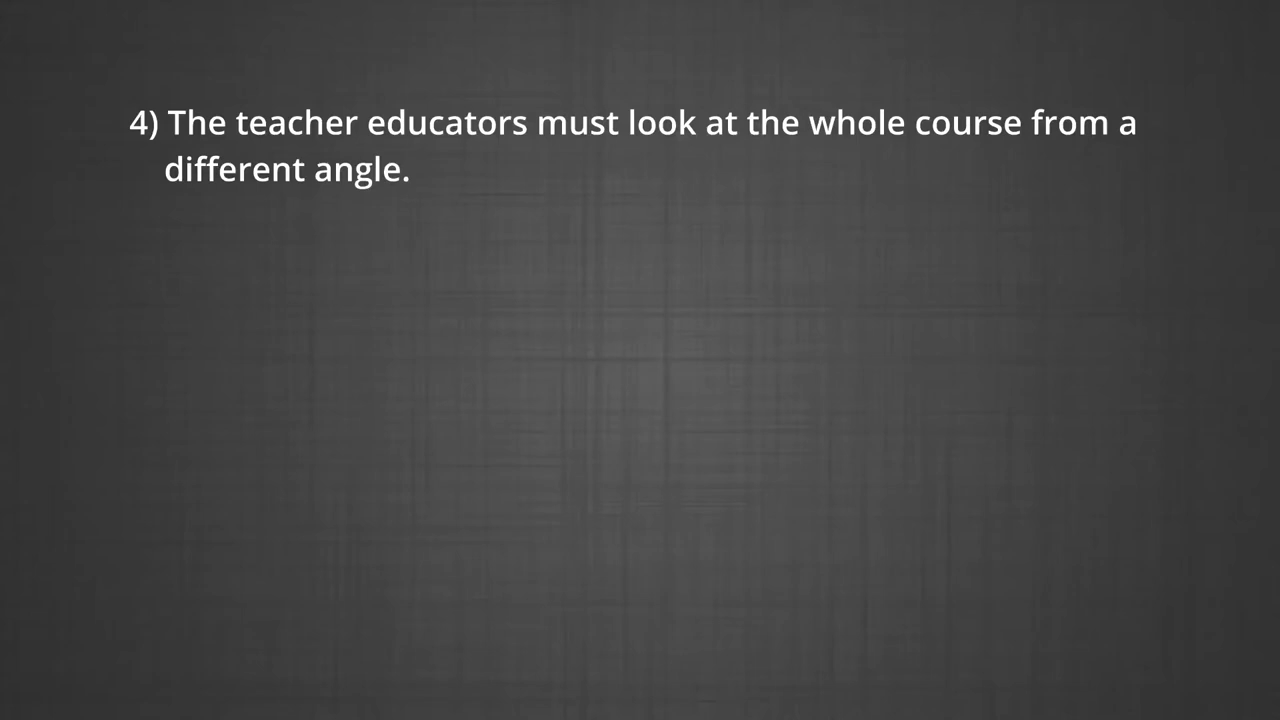 4) The teacher educators must look at the whole course from a
different angle.